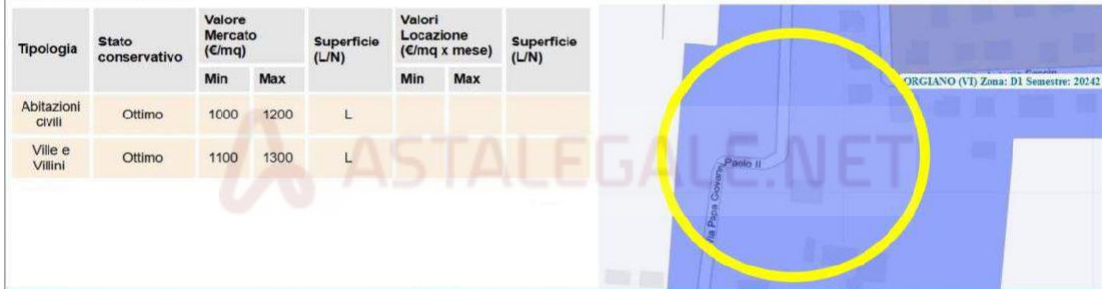 Tipologia Stato conservativo Valore Mercato (€/mq) Superficie (L/N) Valori Locazione (€/mq x mese) Superficie (L/N)
Min Max Min Max
Abitazioni civili Ottimo 1000 1200 L
Ville e Villini Ottimo 1100 1300 L
ASTALEGALE.NET
ORGIANO (VI) Zona: D1 Semestre: 20242
Via Papa Giovanni Paolo II